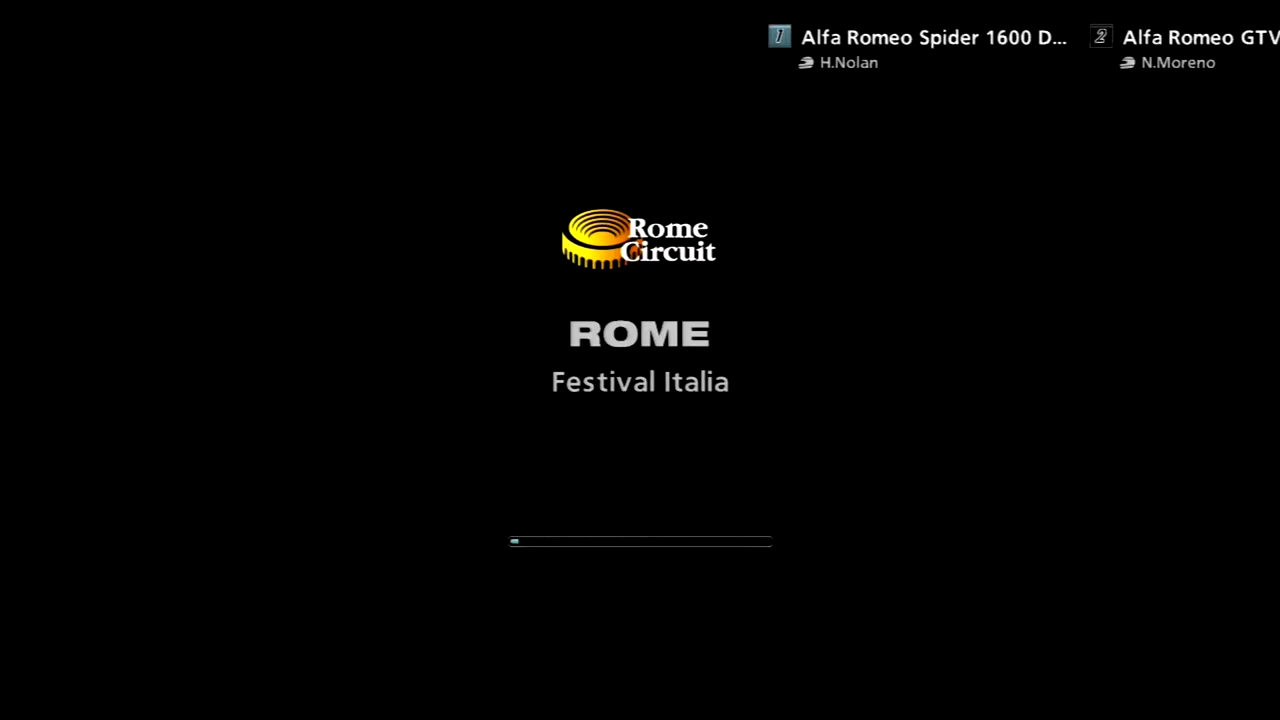 1 Alfa Romeo Spider 1600 D...
H.Nolan
2 Alfa Romeo GTV
N.Moreno
Rome
Circuit
ROME
Festival Italia